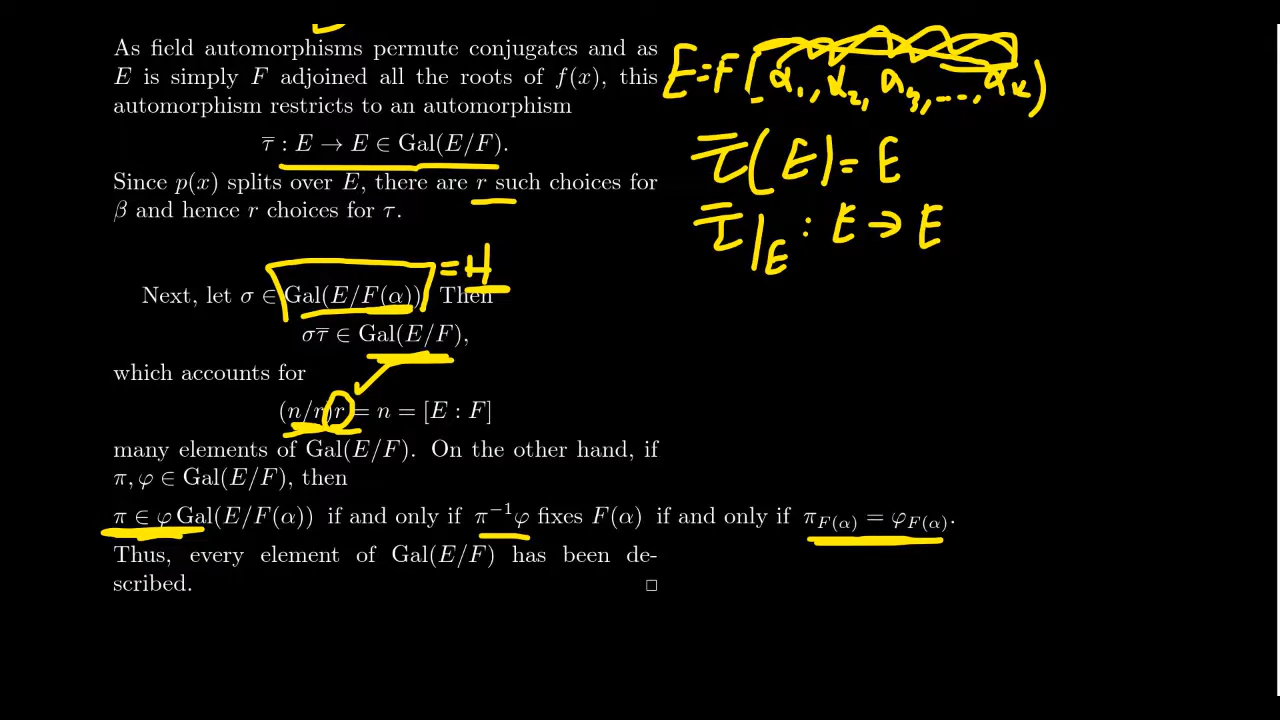 As field automorphisms permute conjugates and as
E is simply F adjoined all the roots of f(x), this
automorphism restricts to an automorphism
τ̅ : E → E ∈ Gal(E/F).
Since p(x) splits over E, there are r such choices for
β and hence r choices for τ.
Next, let σ ∈ Gal(E/F(α)) Then
= H
στ̅ ∈ Gal(E/F),
which accounts for
(n/r)r = n = [E : F]
many elements of Gal(E/F). On the other hand, if
π, φ ∈ Gal(E/F), then
π ∈ φ Gal(E/F(α)) if and only if π⁻¹φ fixes F(α) if and only if π_F(α) = φ_F(α).
Thus, every element of Gal(E/F) has been de-
scribed. □
E = F(α₁, α₂, α₃, ..., αₖ)
τ̅(E) = E
τ̅|_E : E → E